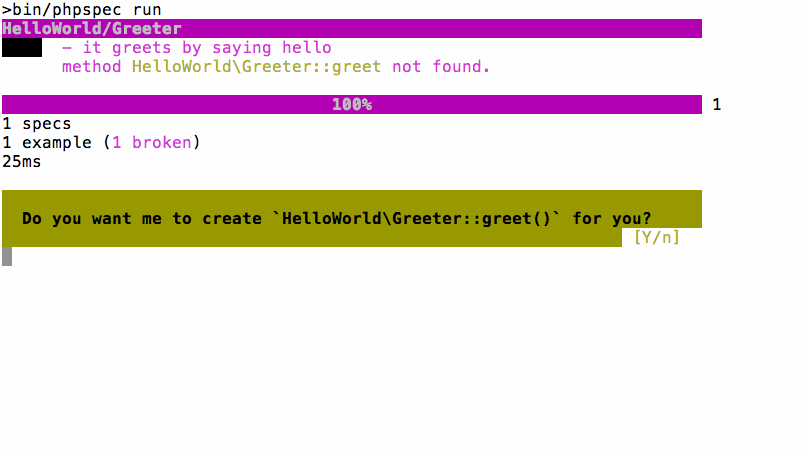 >bin/phpspec run
HelloWorld/Greeter
– it greets by saying hello
method HelloWorld\Greeter::greet not found.
100% 1
1 specs
1 example (1 broken)
25ms
Do you want me to create `HelloWorld\Greeter::greet()` for you?
[Y/n]